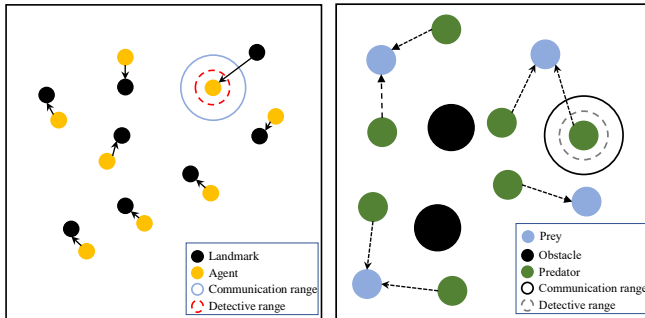 Landmark
Agent
Communication range
Detective range
Prey
Obstacle
Predator
Communication range
Detective range